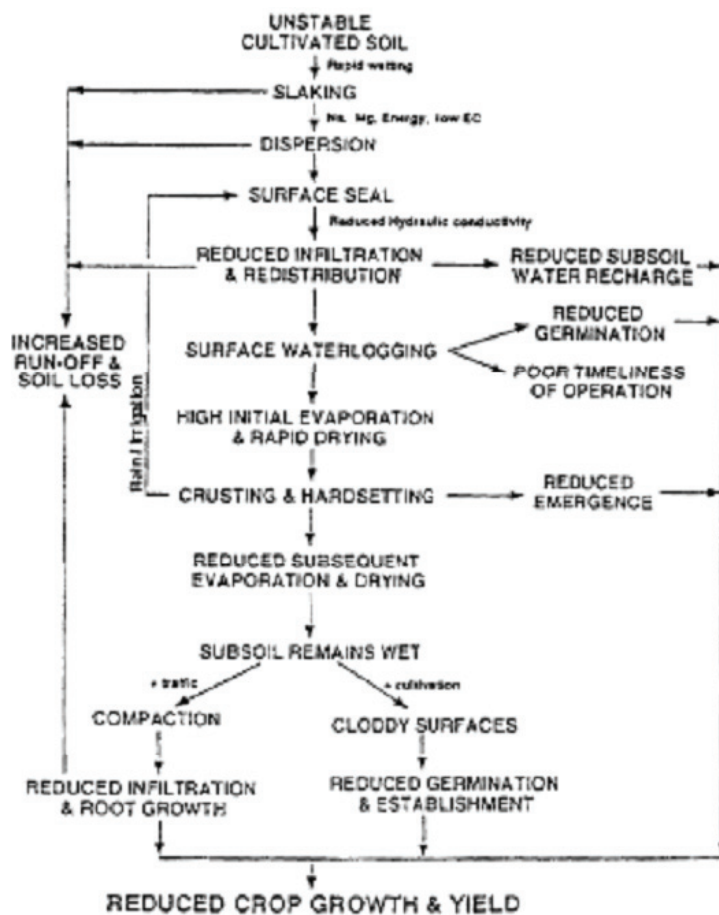 UNSTABLE
CULTIVATED SOIL
Rapid wetting
SLAKING
Na, Mg, Energy, low EC
DISPERSION
SURFACE SEAL
Reduced Hydraulic conductivity
REDUCED INFILTRATION
& REDISTRIBUTION
REDUCED SUBSOIL
WATER RECHARGE
REDUCED
GERMINATION
INCREASED
RUN-OFF &
SOIL LOSS
SURFACE WATERLOGGING
POOR TIMELINESS
OF OPERATION
Rain / Irrigation
HIGH INITIAL EVAPORATION
& RAPID DRYING
CRUSTING & HARDSETTING
REDUCED
EMERGENCE
REDUCED SUBSEQUENT
EVAPORATION & DRYING
SUBSOIL REMAINS WET
+ traffic
+ cultivation
COMPACTION
CLODDY SURFACES
REDUCED INFILTRATION
& ROOT GROWTH
REDUCED GERMINATION
& ESTABLISHMENT
REDUCED CROP GROWTH & YIELD